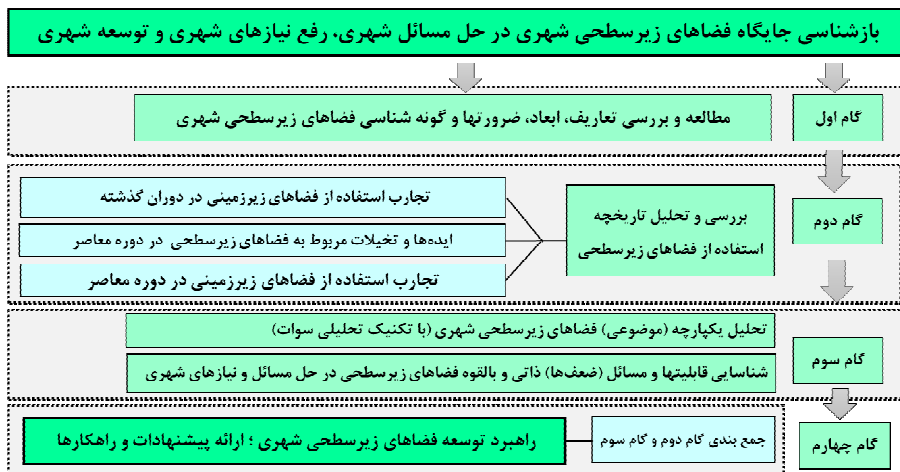 بازشناسی جایگاه فضاهای زیرسطحی شهری در حل مسائل شهری، رفع نیازهای شهری و توسعه شهری
گام اول
مطالعه و بررسی تعاریف، ابعاد، ضرورتها و گونه شناسی فضاهای زیرسطحی شهری
گام دوم
بررسی و تحلیل تاریخچه
استفاده از فضاهای زیرسطحی
تجارب استفاده از فضاهای زیرزمینی در دوران گذشته
ایده‌ها و تخیلات مربوط به فضاهای زیرسطحی در دوره معاصر
تجارب استفاده از فضاهای زیرزمینی در دوره معاصر
گام سوم
تحلیل یکپارچه (موضوعی) فضاهای زیرسطحی شهری (با تکنیک تحلیلی سوات)
شناسایی قابلیتها و مسائل (ضعف‌ها) ذاتی و بالقوه فضاهای زیرسطحی در حل مسائل و نیازهای شهری
گام چهارم
جمع بندی گام دوم و گام سوم
راهبرد توسعه فضاهای زیرسطحی شهری ؛ ارائه پیشنهادات و راهکارها